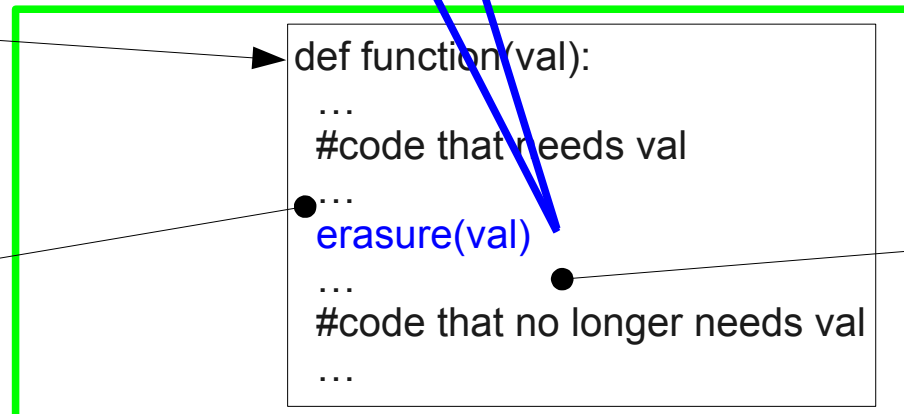 def function(val):
…
#code that needs val
…
erasure(val)
…
#code that no longer needs val
…